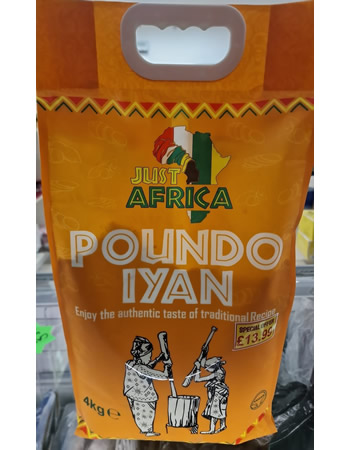 JUST
AFRICA
POUNDO
IYAN
Enjoy the authentic taste of traditional Recipe
SPECIAL OFFER
£13.99
4kg e